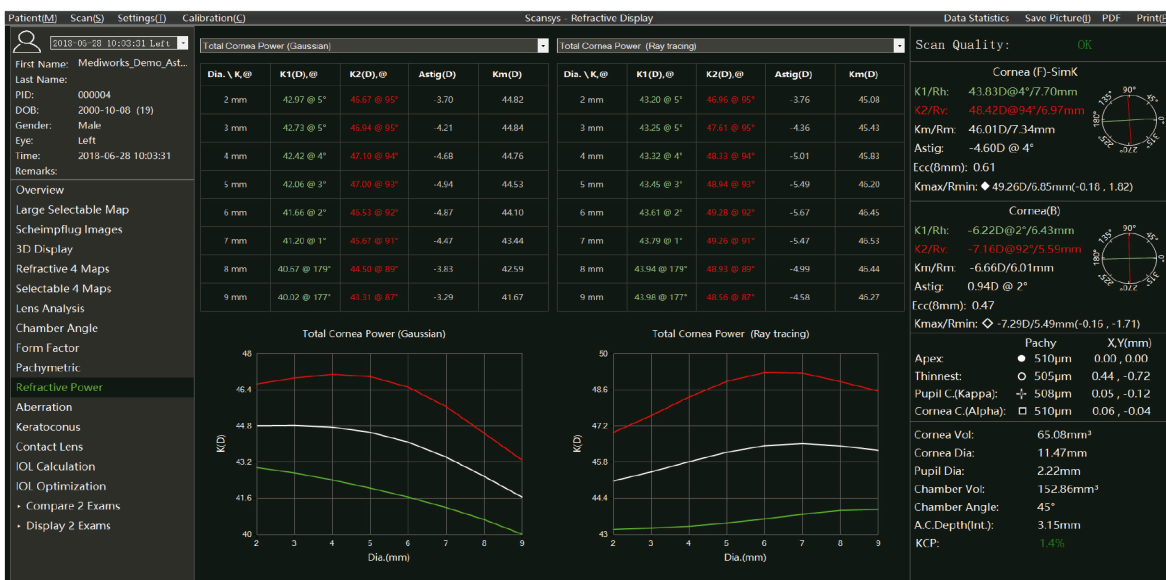 Patient(M) Scan(S) Settings(T) Calibration(C) Scansys - Refractive Display Data Statistics Save Picture(I) PDF Print(P
2018-06-28 10:03:31 Left
First Name: Mediworks_Demo_Ast...
Last Name:
PID: 000004
DOB: 2000-10-08 (19)
Gender: Male
Eye: Left
Time: 2018-06-28 10:03:31
Remarks:
Overview
Large Selectable Map
Scheimpflug Images
3D Display
Refractive 4 Maps
Selectable 4 Maps
Lens Analysis
Chamber Angle
Form Factor
Pachymetric
Refractive Power
Aberration
Keratoconus
Contact Lens
IOL Calculation
IOL Optimization
Compare 2 Exams
Display 2 Exams
Total Cornea Power (Gaussian)
Dia. \ K,@ K1(D),@ K2(D),@ Astig(D) Km(D)
2 mm 42.97 @ 5° 46.67 @ 95° -3.70 44.82
3 mm 42.73 @ 5° 46.94 @ 95° -4.21 44.84
4 mm 42.42 @ 4° 47.10 @ 94° -4.68 44.76
5 mm 42.06 @ 3° 47.00 @ 93° -4.94 44.53
6 mm 41.66 @ 2° 46.53 @ 92° -4.87 44.10
7 mm 41.20 @ 1° 45.67 @ 91° -4.47 43.44
8 mm 40.67 @ 179° 44.50 @ 89° -3.83 42.59
9 mm 40.02 @ 177° 43.31 @ 87° -3.29 41.67
Total Cornea Power (Ray tracing)
Dia. \ K,@ K1(D),@ K2(D),@ Astig(D) Km(D)
2 mm 43.20 @ 5° 46.96 @ 95° -3.76 45.08
3 mm 43.25 @ 5° 47.61 @ 95° -4.36 45.43
4 mm 43.32 @ 4° 48.33 @ 94° -5.01 45.83
5 mm 43.45 @ 3° 48.94 @ 93° -5.49 46.20
6 mm 43.61 @ 2° 49.28 @ 92° -5.67 46.45
7 mm 43.79 @ 1° 49.26 @ 91° -5.47 46.53
8 mm 43.94 @ 179° 48.93 @ 89° -4.99 46.44
9 mm 43.98 @ 177° 48.56 @ 87° -4.58 46.27
Total Cornea Power (Gaussian)
K(D)
48
46.4
44.8
43.2
41.6
40
2 3 4 5 6 7 8 9
Dia.(mm)
Total Cornea Power (Ray tracing)
K(D)
50
48.6
47.2
45.8
44.4
43
2 3 4 5 6 7 8 9
Dia.(mm)
Scan Quality: OK
Cornea (F)-SimK
K1/Rh: 43.83D@4°/7.70mm
K2/Rv: 48.42D@94°/6.97mm
Km/Rm: 46.01D/7.34mm
Astig: -4.60D @ 4°
Ecc(8mm): 0.61
Kmax/Rmin: 49.26D/6.85mm(-0.18 , 1.82)
135° 90° 45°
180° 0°
225° 270° 315°
Cornea(B)
K1/Rh: -6.22D@2°/6.43mm
K2/Rv: -7.16D@92°/5.59mm
Km/Rm: -6.66D/6.01mm
Astig: 0.94D @ 2°
Ecc(8mm): 0.47
Kmax/Rmin: -7.29D/5.49mm(-0.16 , -1.71)
135° 90° 45°
180° 0°
225° 270° 315°
Pachy X,Y(mm)
Apex: 510μm 0.00 , 0.00
Thinnest: 505μm 0.44 , -0.72
Pupil C.(Kappa): 508μm 0.05 , -0.12
Cornea C.(Alpha): 510μm 0.06 , -0.04
Cornea Vol: 65.08mm³
Cornea Dia: 11.47mm
Pupil Dia: 2.22mm
Chamber Vol: 152.86mm³
Chamber Angle: 45°
A.C.Depth(Int.): 3.15mm
KCP: 1.4%